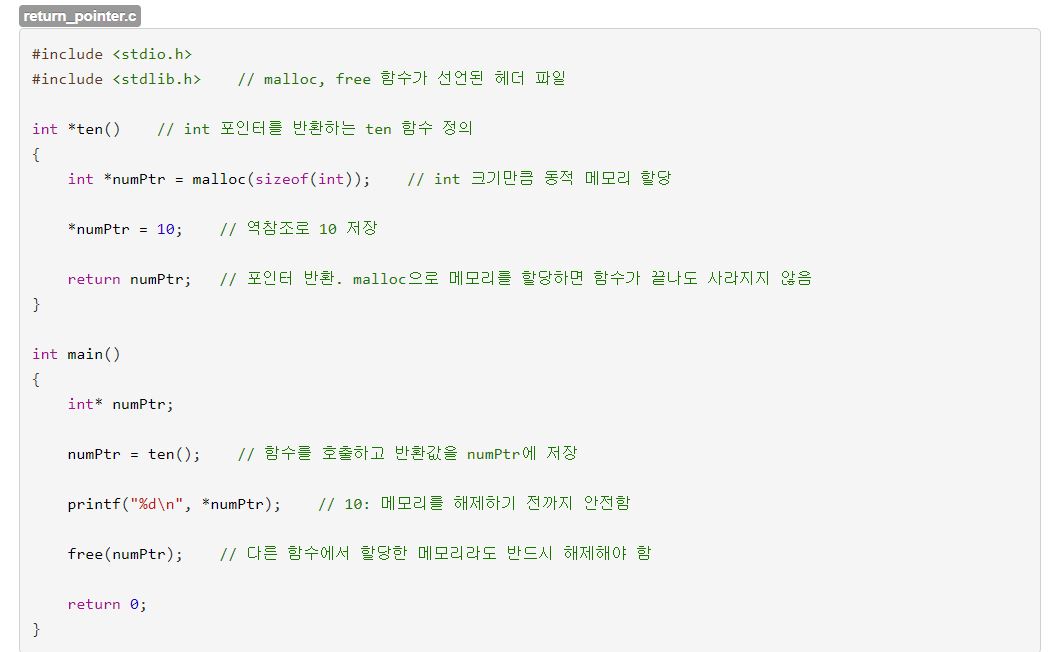 return_pointer.c
#include <stdio.h>
#include <stdlib.h>    // malloc, free 함수가 선언된 헤더 파일
int *ten()    // int 포인터를 반환하는 ten 함수 정의
{
    int *numPtr = malloc(sizeof(int));    // int 크기만큼 동적 메모리 할당
    *numPtr = 10;    // 역참조로 10 저장
    return numPtr;   // 포인터 반환. malloc으로 메모리를 할당하면 함수가 끝나도 사라지지 않음
}
int main()
{
    int* numPtr;
    numPtr = ten();    // 함수를 호출하고 반환값을 numPtr에 저장
    printf("%d\n", *numPtr);    // 10: 메모리를 해제하기 전까지 안전함
    free(numPtr);    // 다른 함수에서 할당한 메모리라도 반드시 해제해야 함
    return 0;
}